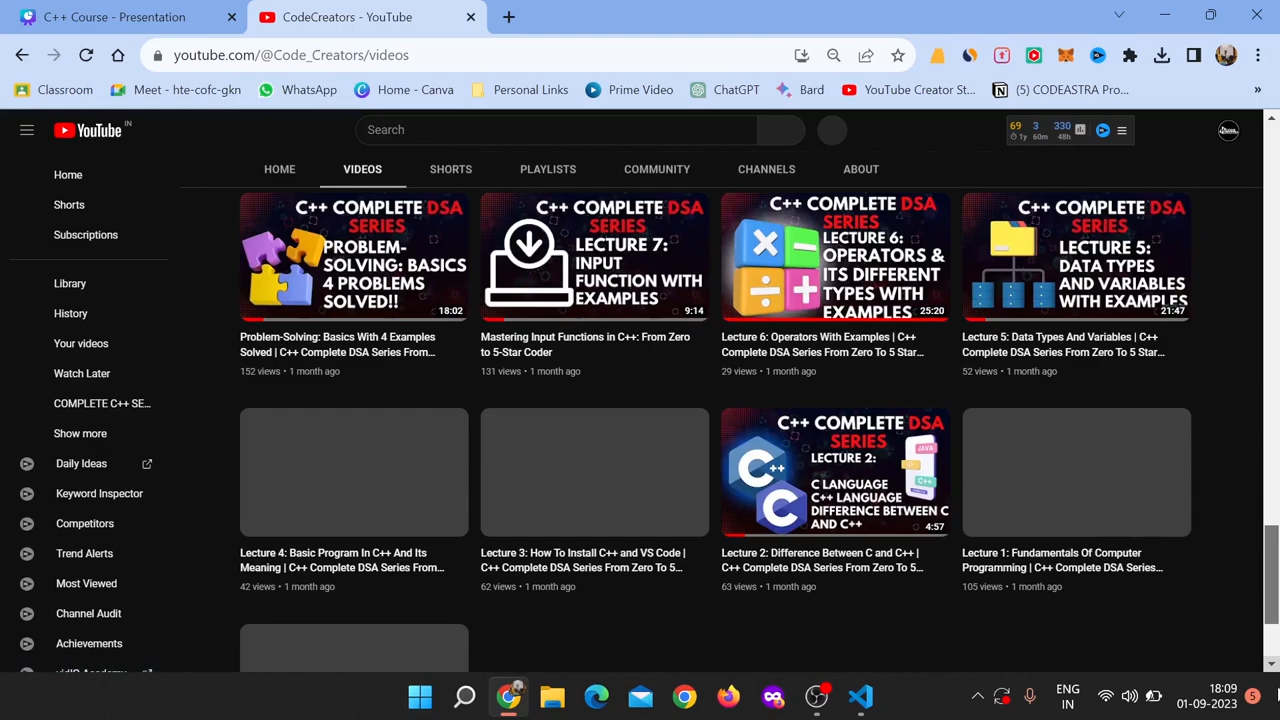 C++ Course - Presentation
CodeCreators - YouTube
youtube.com/@Code_Creators/videos
Classroom
Meet - hte-cofc-gkn
WhatsApp
Home - Canva
Personal Links
Prime Video
ChatGPT
Bard
YouTube Creator St...
(5) CODEASTRA Pro...
»
YouTube IN
Search
69 3 330
1y 60m 48h
HOME
VIDEOS
SHORTS
PLAYLISTS
COMMUNITY
CHANNELS
ABOUT
Home
Shorts
Subscriptions
Library
History
Your videos
Watch Later
COMPLETE C++ SE...
Show more
Daily Ideas
Keyword Inspector
Competitors
Trend Alerts
Most Viewed
Channel Audit
Achievements
C++ COMPLETE DSA
SERIES
PROBLEM-
SOLVING: BASICS
4 PROBLEMS
SOLVED!!
18:02
Problem-Solving: Basics With 4 Examples
Solved | C++ Complete DSA Series From...
152 views • 1 month ago
C++ COMPLETE DSA
SERIES
LECTURE 7:
INPUT
FUNCTION WITH
EXAMPLES
9:14
Mastering Input Functions in C++: From Zero
to 5-Star Coder
131 views • 1 month ago
C++ COMPLETE DSA
SERIES
LECTURE 6:
OPERATORS &
ITS DIFFERENT
TYPES WITH
EXAMPLES
25:20
Lecture 6: Operators With Examples | C++
Complete DSA Series From Zero To 5 Star...
29 views • 1 month ago
C++ COMPLETE DSA
SERIES
LECTURE 5:
DATA TYPES
AND VARIABLES
WITH EXAMPLES
21:47
Lecture 5: Data Types And Variables | C++
Complete DSA Series From Zero To 5 Star...
52 views • 1 month ago
Lecture 4: Basic Program In C++ And Its
Meaning | C++ Complete DSA Series From...
42 views • 1 month ago
Lecture 3: How To Install C++ and VS Code |
C++ Complete DSA Series From Zero To 5...
62 views • 1 month ago
C++ COMPLETE DSA
SERIES
LECTURE 2:
C LANGUAGE
C++ LANGUAGE
DIFFERENCE BETWEEN C
AND C++
C++
C
JAVA
C++
4:57
Lecture 2: Difference Between C and C++ |
C++ Complete DSA Series From Zero To 5...
63 views • 1 month ago
Lecture 1: Fundamentals Of Computer
Programming | C++ Complete DSA Series...
105 views • 1 month ago
ENG
IN
18:09
01-09-2023
5